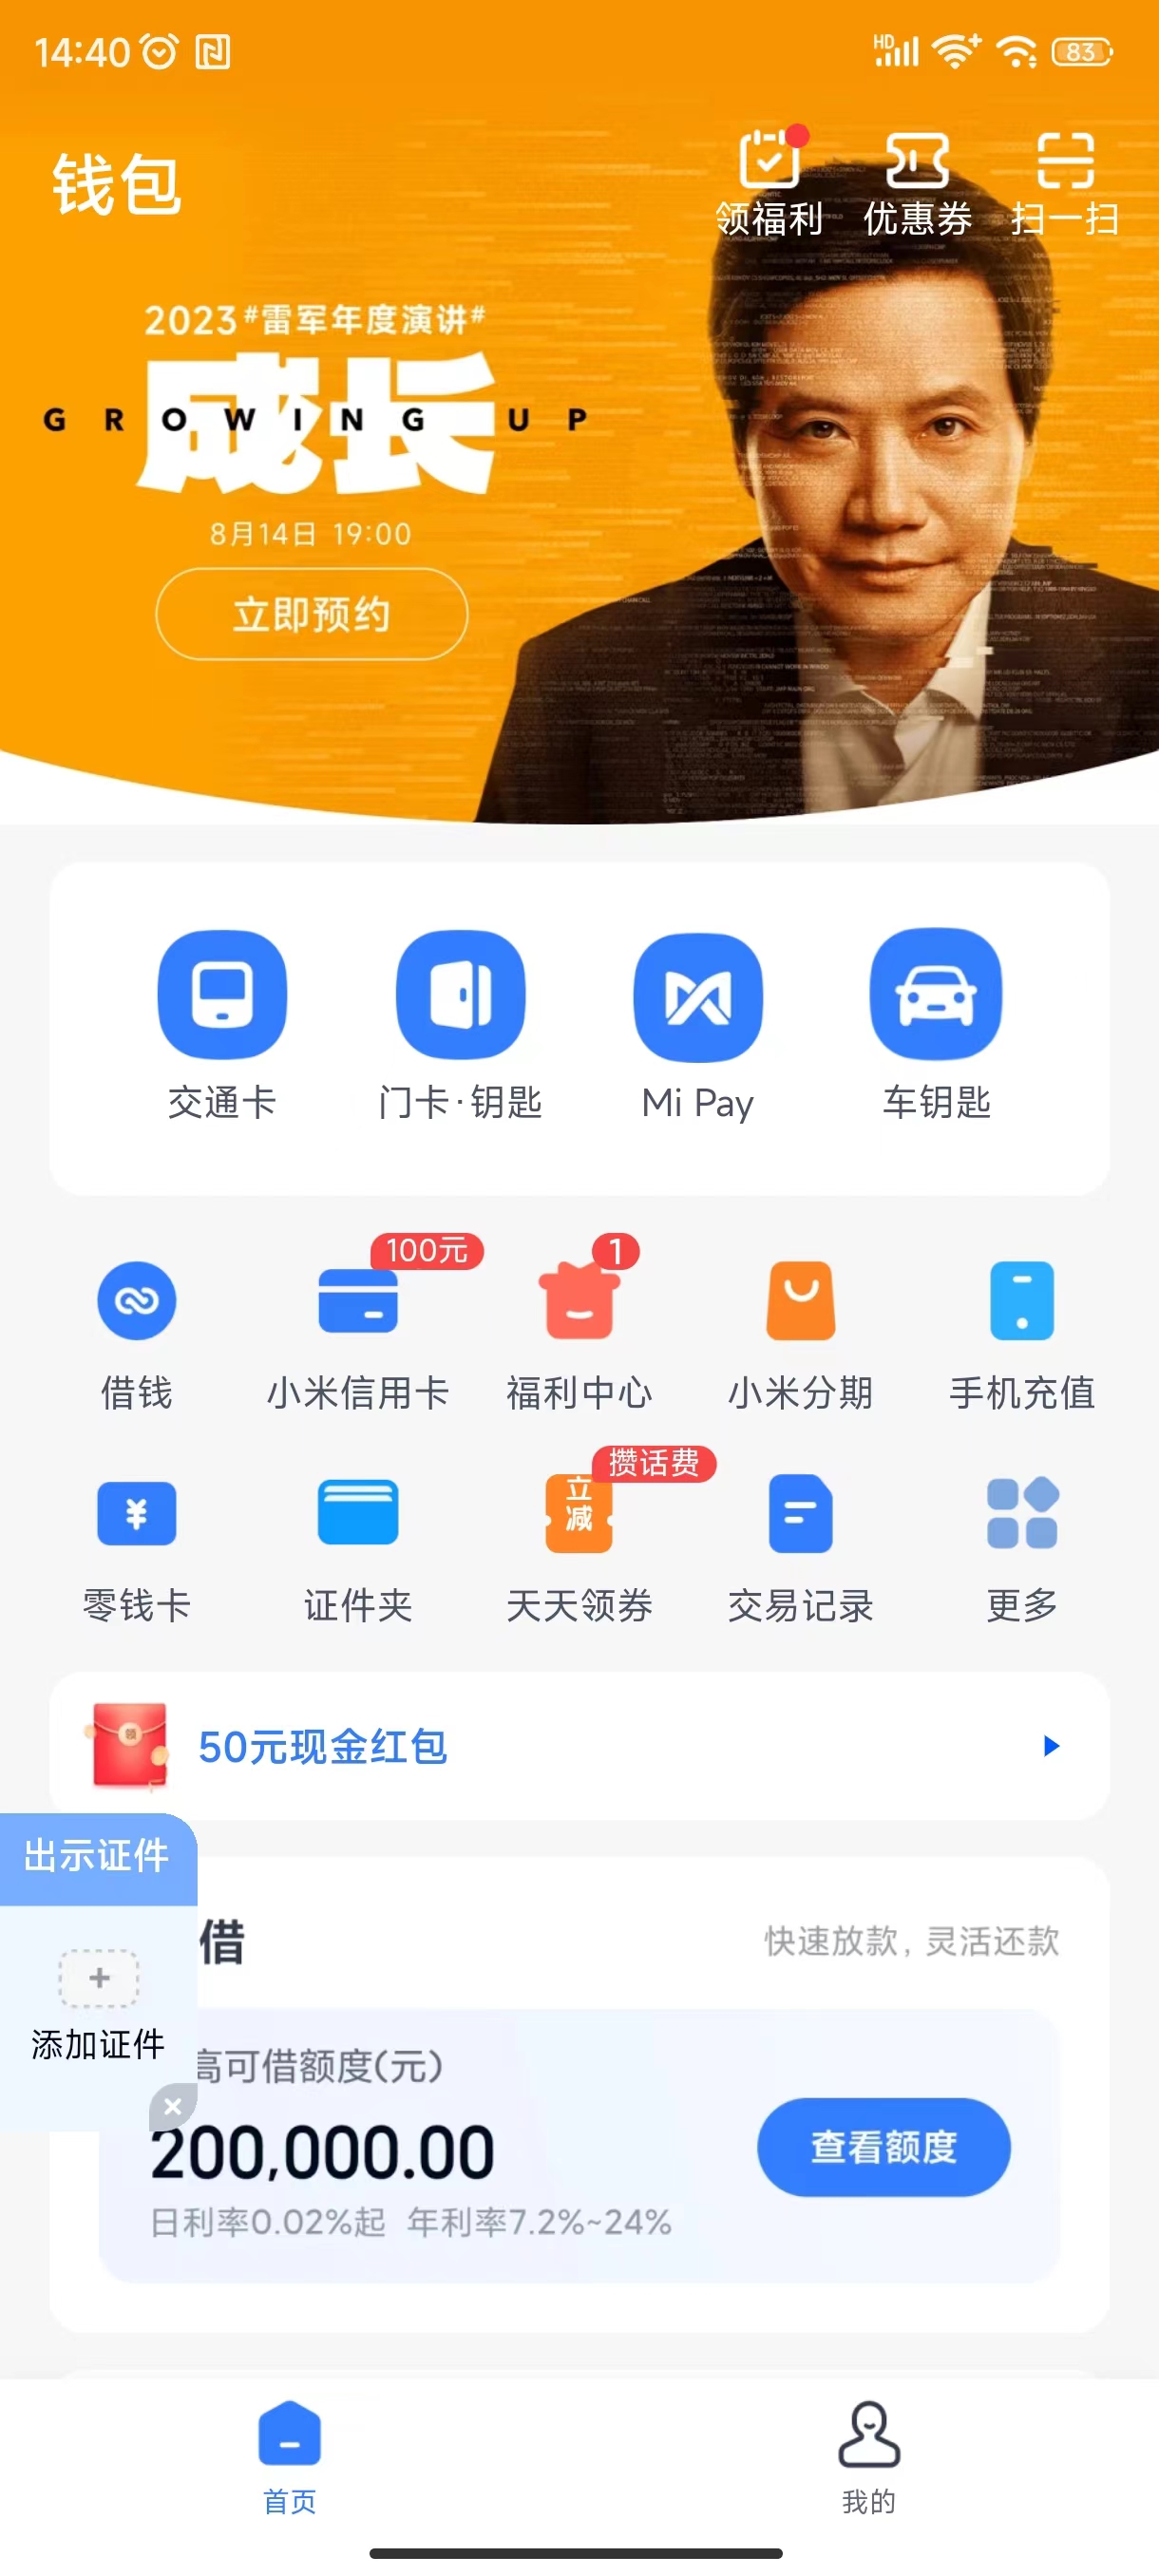 14:40
HD
83
钱包
领福利 优惠券 扫一扫
2023#雷军年度演讲#
成长
GROWING UP
8月14日 19:00
立即预约
交通卡 门卡·钥匙 Mi Pay 车钥匙
100元 1
借钱 小米信用卡 福利中心 小米分期 手机充值
攒话费
立减
¥
零钱卡 证件夹 天天领券 交易记录 更多
领
50元现金红包
出示证件
借 快速放款，灵活还款
添加证件
高可借额度(元)
200,000.00
查看额度
日利率0.02%起 年利率7.2%~24%
首页 我的